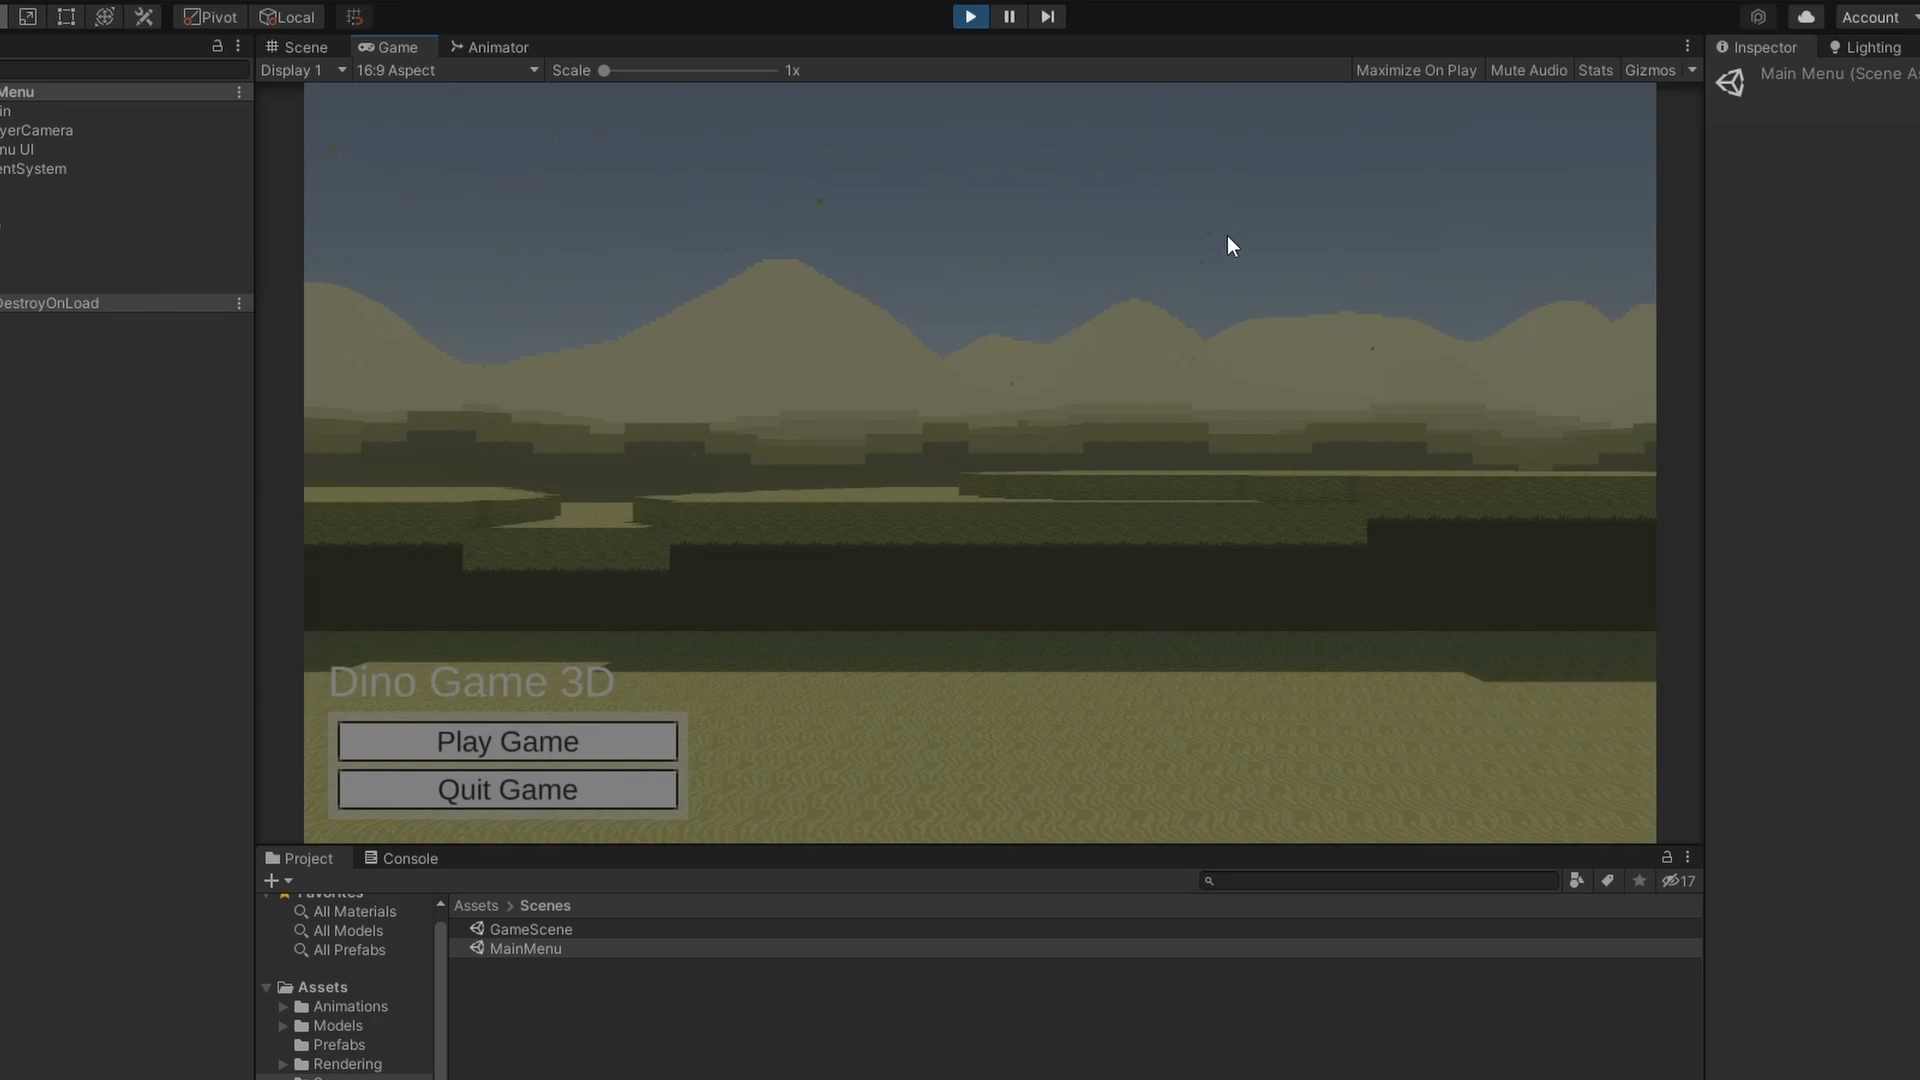 Pivot Local
Account
Scene Game Animator
Inspector Lighting
Display 1 16:9 Aspect Scale 1x Maximize On Play Mute Audio Stats Gizmos
Main Menu (Scene As
Menu
in
yerCamera
nu UI
entSystem
DestroyOnLoad
Dino Game 3D
Play Game
Quit Game
Project Console
17
Favorites
All Materials
All Models
All Prefabs
Assets > Scenes
GameScene
MainMenu
Assets
Animations
Models
Prefabs
Rendering